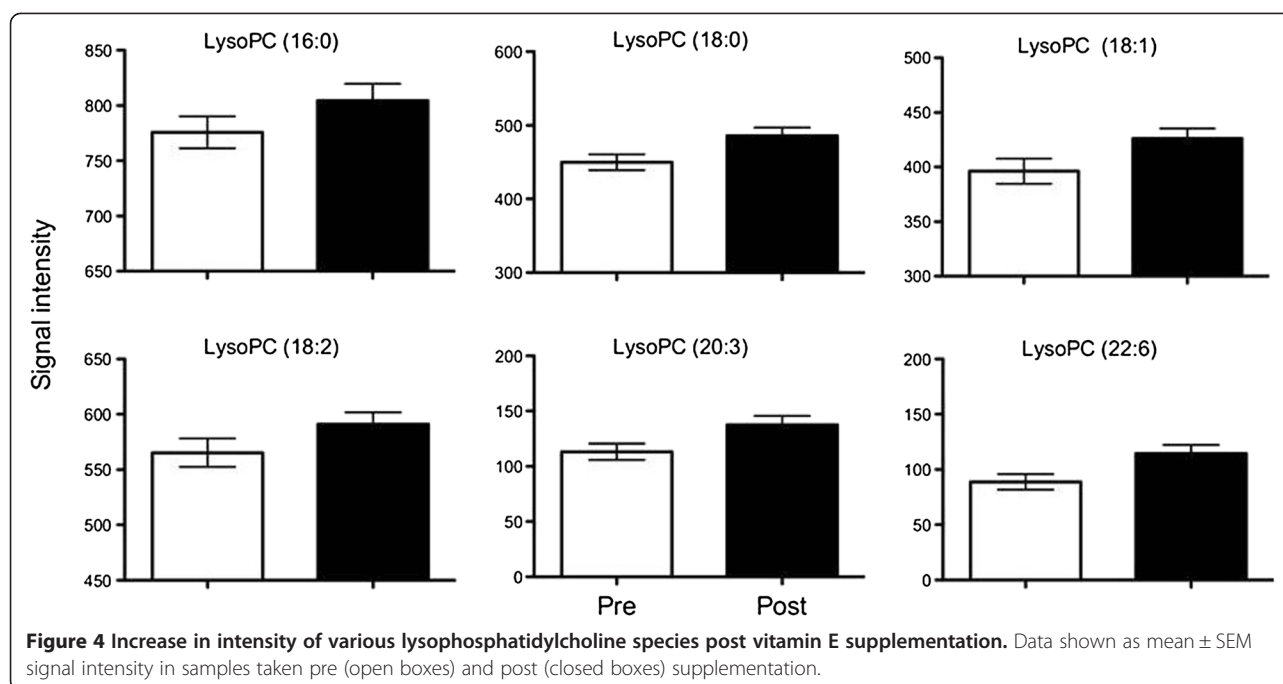 LysoPC (16:0)
LysoPC (18:0)
LysoPC (18:1)
850
800
750
700
650
600
500
400
300
500
450
400
350
300
Signal intensity
LysoPC (18:2)
LysoPC (20:3)
LysoPC (22:6)
650
600
550
500
450
200
150
100
50
0
200
150
100
50
0
Pre
Post
Figure 4 Increase in intensity of various lysophosphatidylcholine species post vitamin E supplementation. Data shown as mean ± SEM
signal intensity in samples taken pre (open boxes) and post (closed boxes) supplementation.